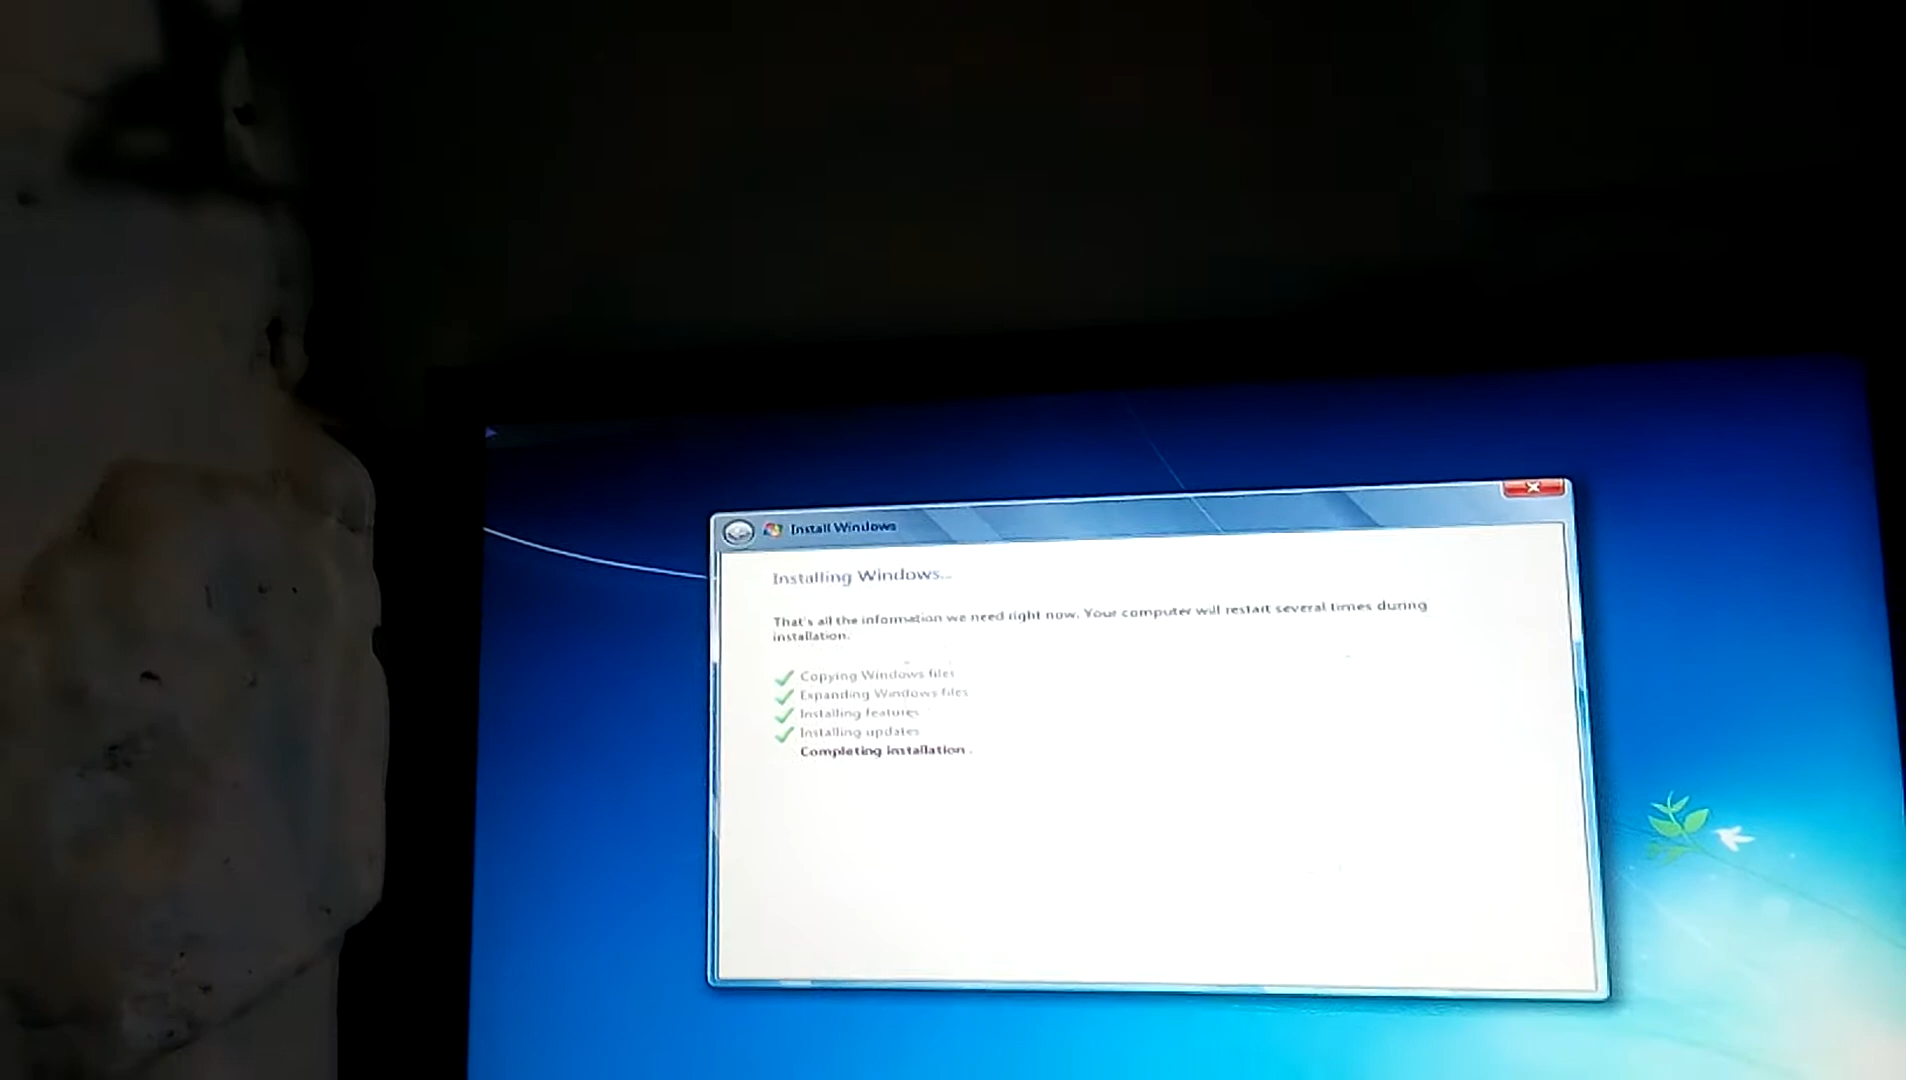 Install Windows
Installing Windows...
That's all the information we need right now. Your computer will restart several times during
installation.
Copying Windows files
Expanding Windows files
Installing features
Installing updates
Completing installation .